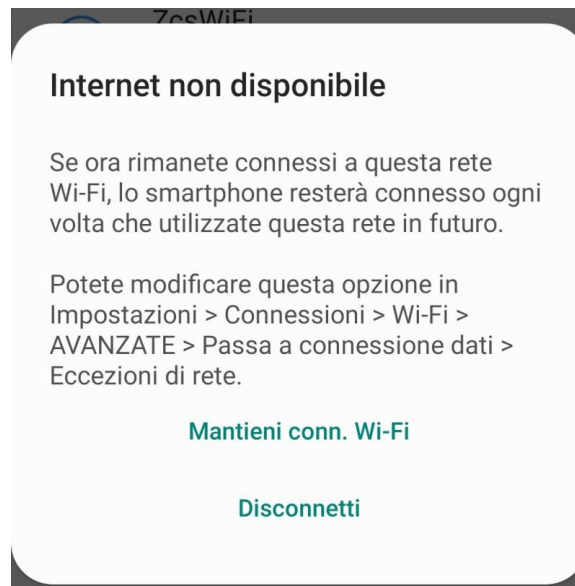 ZcsWiFi
Internet non disponibile
Se ora rimanete connessi a questa rete
Wi-Fi, lo smartphone resterà connesso ogni
volta che utilizzate questa rete in futuro.
Potete modificare questa opzione in
Impostazioni > Connessioni > Wi-Fi >
AVANZATE > Passa a connessione dati >
Eccezioni di rete.
Mantieni conn. Wi-Fi
Disconnetti